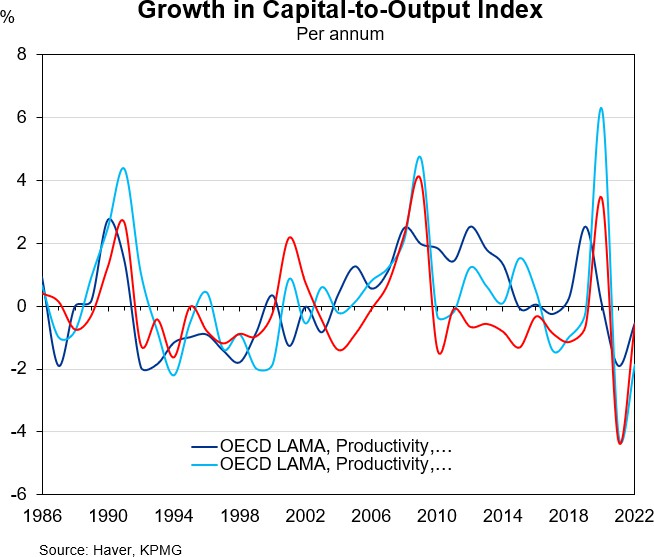 Growth in Capital-to-Output Index
%
Per annum
8
6
4
2
0
-2
-4
-6
OECD LAMA, Productivity,…
OECD LAMA, Productivity,…
1986 1990 1994 1998 2002 2006 2010 2014 2018 2022
Source: Haver, KPMG